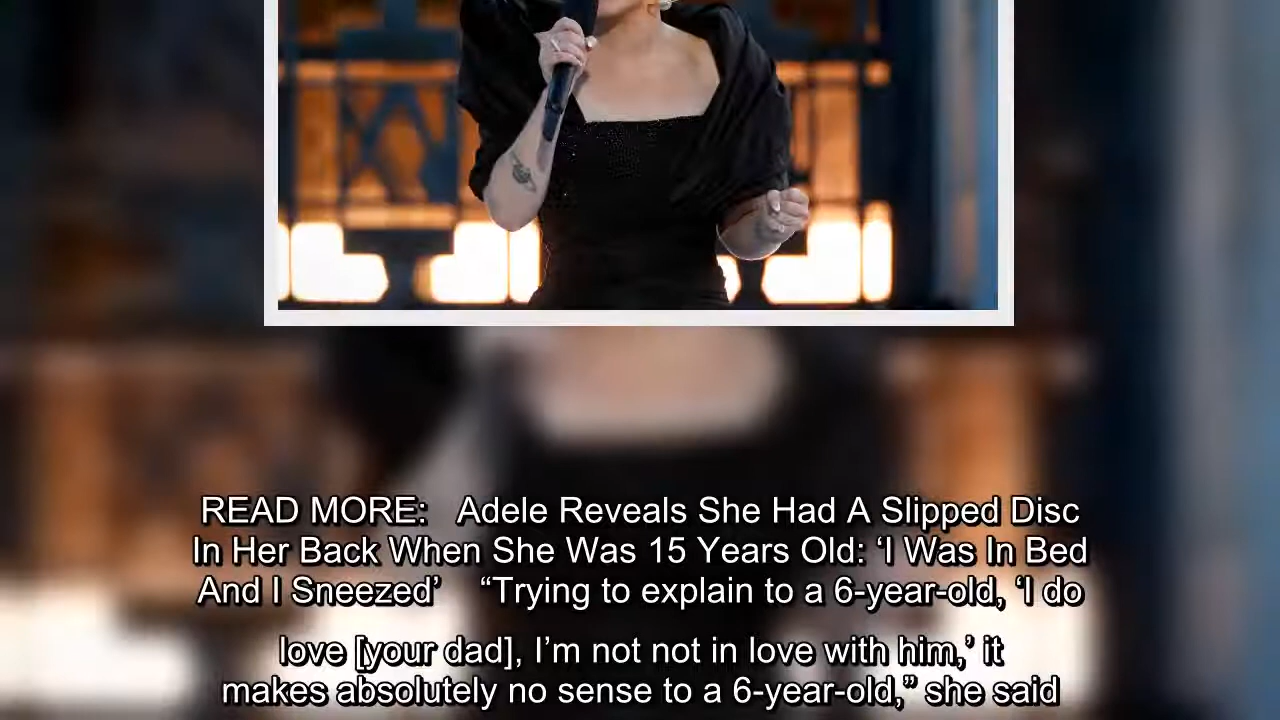 READ MORE:   Adele Reveals She Had A Slipped Disc
In Her Back When She Was 15 Years Old: ‘I Was In Bed
And I Sneezed’    “Trying to explain to a 6-year-old, ‘I do
love [your dad], I’m not not in love with him,’ it
makes absolutely no sense to a 6-year-old,” she said